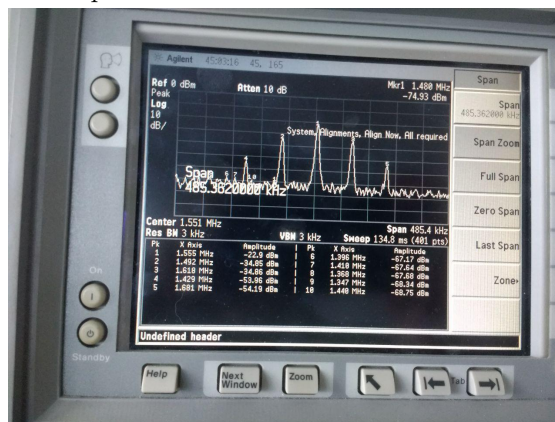 Agilent 45:03:16 45, 165
Ref 0 dBm Atten 10 dB Mkr1 1.480 MHz
-74.93 dBm
Peak
Log
10
dB/
System, Alignments, Align Now, All required
Span
485.3620000 kHz
Center 1.551 MHz Span 485.4 kHz
Res BW 3 kHz VBW 3 kHz Sweep 134.8 ms (401 pts)
Pk X Axis Amplitude Pk X Axis Amplitude
1 1.555 MHz -22.9 dBm 6 1.396 MHz -67.17 dBm
2 1.492 MHz -34.85 dBm 7 1.410 MHz -67.64 dBm
3 1.618 MHz -34.86 dBm 8 1.368 MHz -67.68 dBm
4 1.429 MHz -53.96 dBm 9 1.347 MHz -68.34 dBm
5 1.681 MHz -54.19 dBm 10 1.440 MHz -68.75 dBm
Undefined header
Span
Span
485.362000 kHz
Span Zoom
Full Span
Zero Span
Last Span
Zone
On
Standby
Help
Next
Window
Zoom
Tab